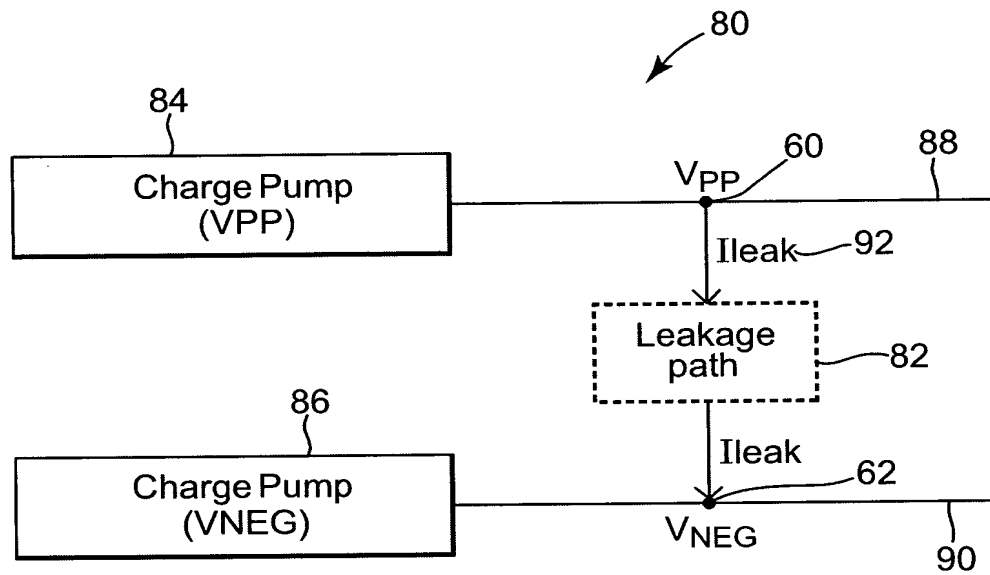 80
84
60
88
Charge Pump
(VPP)
VPP
Ileak
92
Leakage
path
82
86
Ileak
62
Charge Pump
(VNEG)
VNEG
90